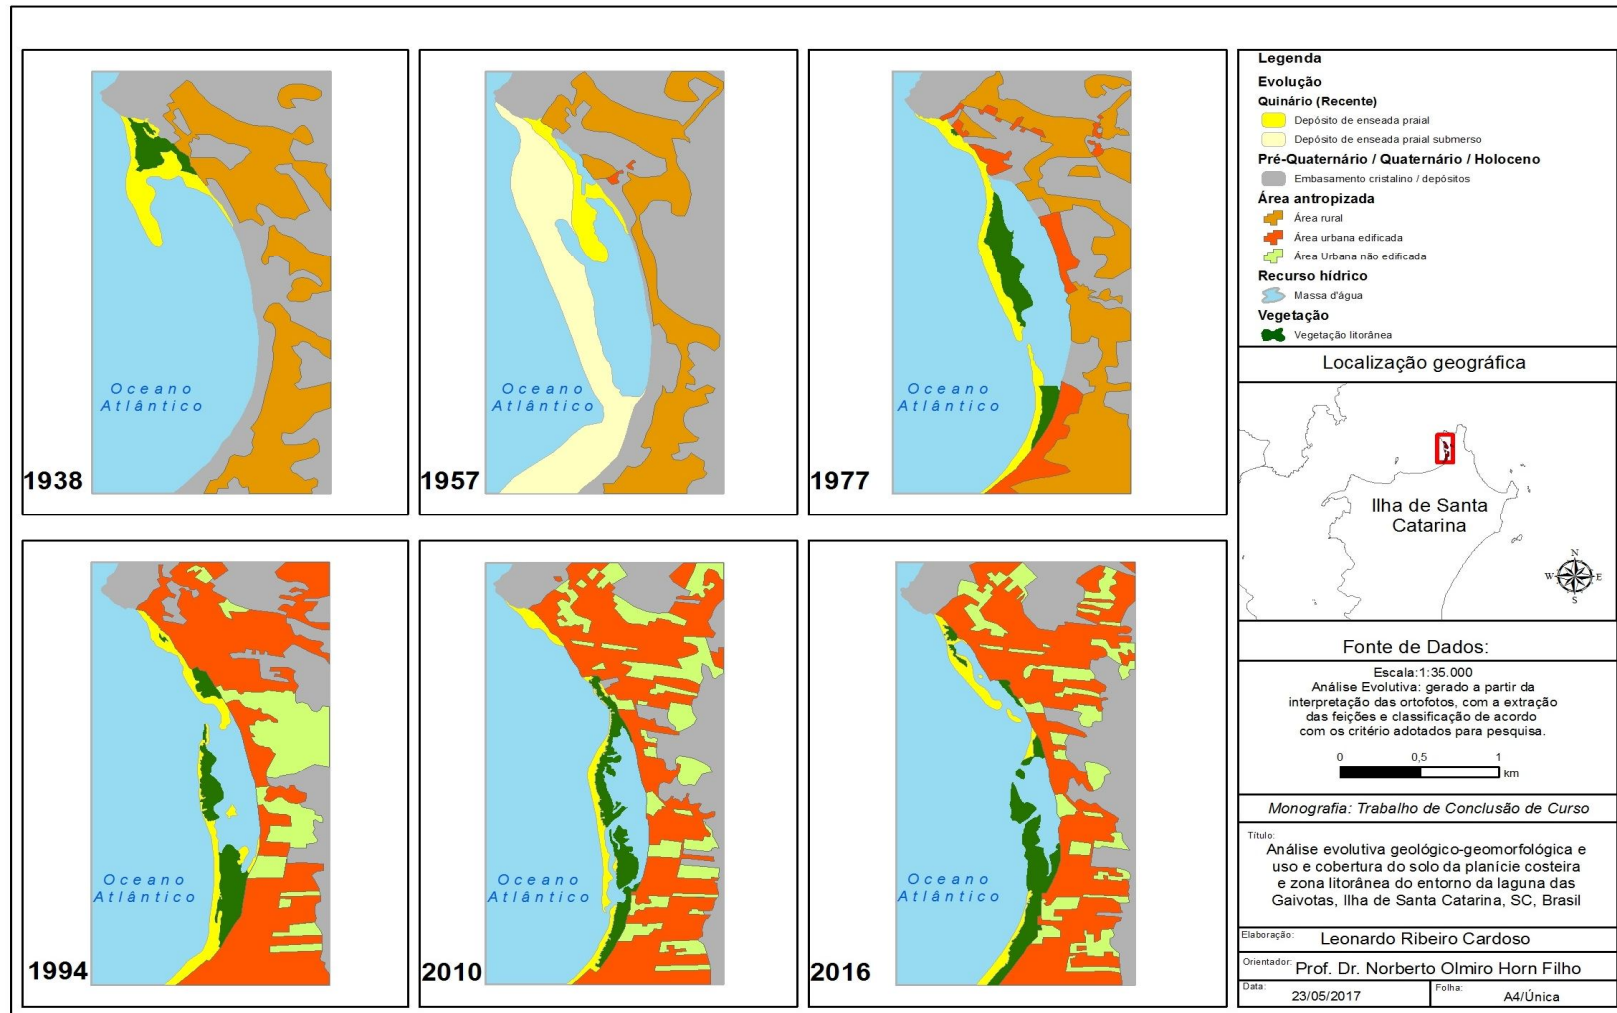 Oceano
Atlântico
1938
Oceano
Atlântico
1957
Oceano
Atlântico
1977
Oceano
Atlântico
1994
Oceano
Atlântico
2010
Oceano
Atlântico
2016
Legenda
Evolução
Quinário (Recente)
Depósito de enseada praial
Depósito de enseada praial submerso
Pré-Quaternário / Quaternário / Holoceno
Embasamento cristalino / depósitos
Área antropizada
Área rural
Área urbana edificada
Área Urbana não edificada
Recurso hídrico
Massa d'água
Vegetação
Vegetação litorânea
Localização geográfica
Ilha de Santa
Catarina
N
W E
S
Fonte de Dados:
Escala:1:35.000
Análise Evolutiva: gerado a partir da
interpretação das ortofotos, com a extração
das feições e classificação de acordo
com os critério adotados para pesquisa.
0 0,5 1
km
Monografia: Trabalho de Conclusão de Curso
Título:
Análise evolutiva geológico-geomorfológica e
uso e cobertura do solo da planície costeira
e zona litorânea do entorno da laguna das
Gaivotas, Ilha de Santa Catarina, SC, Brasil
Elaboração: Leonardo Ribeiro Cardoso
Orientador: Prof. Dr. Norberto Olmiro Horn Filho
Data: 23/05/2017
Folha: A4/Única